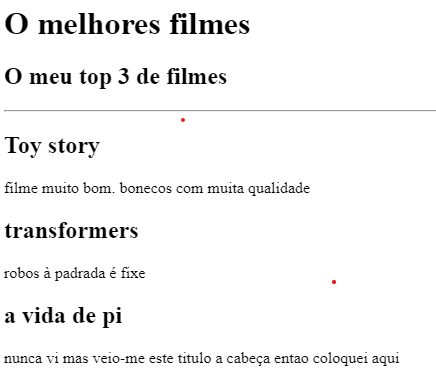 O melhores filmes
O meu top 3 de filmes
Toy story
filme muito bom. bonecos com muita qualidade
transformers
robos à padrada é fixe
a vida de pi
nunca vi mas veio-me este titulo a cabeça entao coloquei aqui